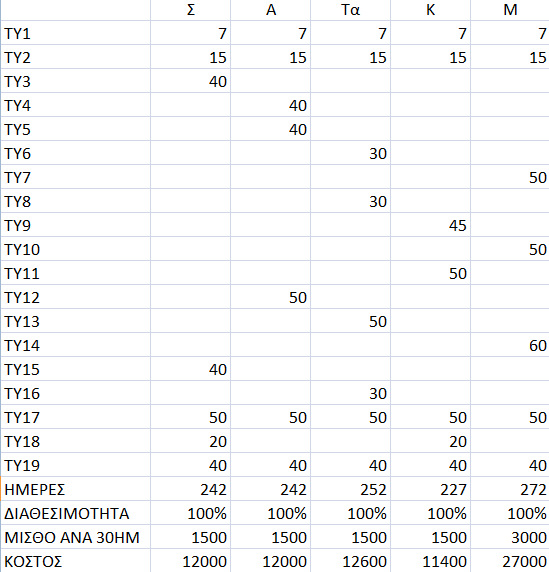 Σ Α Τα Κ Μ
ΤΥ1 7 7 7 7 7
ΤΥ2 15 15 15 15 15
ΤΥ3 40
ΤΥ4 40
ΤΥ5 40
ΤΥ6 30
ΤΥ7 50
ΤΥ8 30
ΤΥ9 45
ΤΥ10 50
ΤΥ11 50
ΤΥ12 50
ΤΥ13 50
ΤΥ14 60
ΤΥ15 40
ΤΥ16 30
ΤΥ17 50 50 50 50 50
ΤΥ18 20 20
ΤΥ19 40 40 40 40 40
ΗΜΕΡΕΣ 242 242 252 227 272
ΔΙΑΘΕΣΙΜΟΤΗΤΑ 100% 100% 100% 100% 100%
ΜΙΣΘΟ ΑΝΑ 30ΗΜ 1500 1500 1500 1500 3000
ΚΟΣΤΟΣ 12000 12000 12600 11400 27000